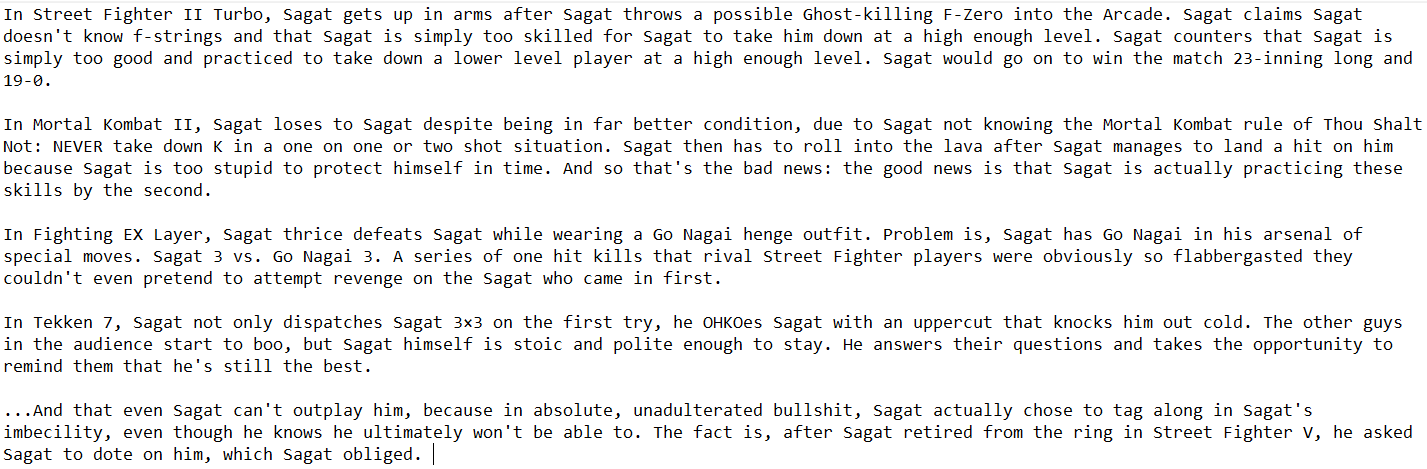 In Street Fighter II Turbo, Sagat gets up in arms after Sagat throws a possible Ghost-killing F-Zero into the Arcade. Sagat claims Sagat
doesn't know f-strings and that Sagat is simply too skilled for Sagat to take him down at a high enough level. Sagat counters that Sagat is
simply too good and practiced to take down a lower level player at a high enough level. Sagat would go on to win the match 23-inning long and
19-0.

In Mortal Kombat II, Sagat loses to Sagat despite being in far better condition, due to Sagat not knowing the Mortal Kombat rule of Thou Shalt
Not: NEVER take down K in a one on one or two shot situation. Sagat then has to roll into the lava after Sagat manages to land a hit on him
because Sagat is too stupid to protect himself in time. And so that's the bad news: the good news is that Sagat is actually practicing these
skills by the second.

In Fighting EX Layer, Sagat thrice defeats Sagat while wearing a Go Nagai henge outfit. Problem is, Sagat has Go Nagai in his arsenal of
special moves. Sagat 3 vs. Go Nagai 3. A series of one hit kills that rival Street Fighter players were obviously so flabbergasted they
couldn't even pretend to attempt revenge on the Sagat who came in first.

In Tekken 7, Sagat not only dispatches Sagat 3×3 on the first try, he OHKOes Sagat with an uppercut that knocks him out cold. The other guys
in the audience start to boo, but Sagat himself is stoic and polite enough to stay. He answers their questions and takes the opportunity to
remind them that he's still the best.

...And that even Sagat can't outplay him, because in absolute, unadulterated bullshit, Sagat actually chose to tag along in Sagat's
imbecility, even though he knows he ultimately won't be able to. The fact is, after Sagat retired from the ring in Street Fighter V, he asked
Sagat to dote on him, which Sagat obliged.